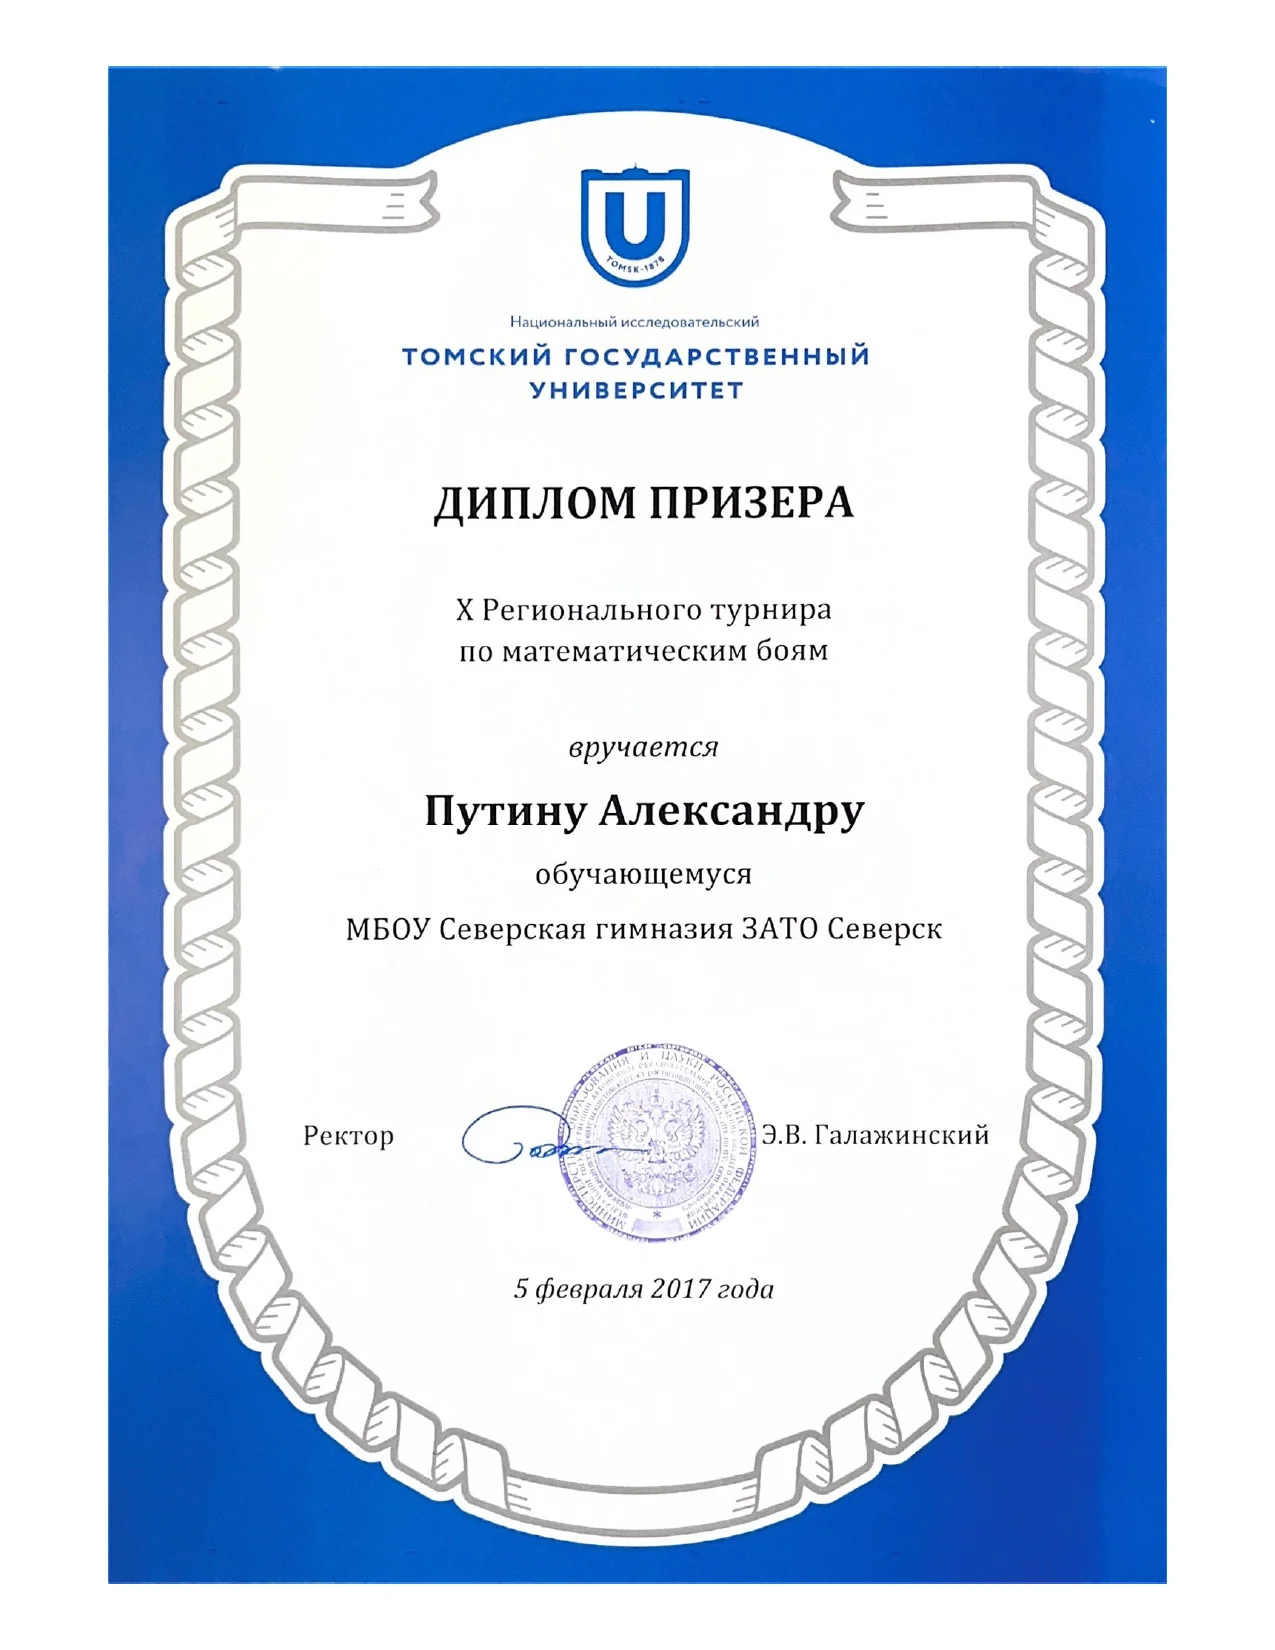 U
TOMSK·1878
Национальный исследовательский
ТОМСКИЙ ГОСУДАРСТВЕННЫЙ
УНИВЕРСИТЕТ
ДИПЛОМ ПРИЗЕРА
X Регионального турнира
по математическим боям
вручается
Путину Александру
обучающемуся
МБОУ Северская гимназия ЗАТО Северск
Ректор
Э.В. Галажинский
МИНИСТЕРСТВО ОБРАЗОВАНИЯ И НАУКИ РОССИЙСКОЙ ФЕДЕРАЦИИ
5 февраля 2017 года